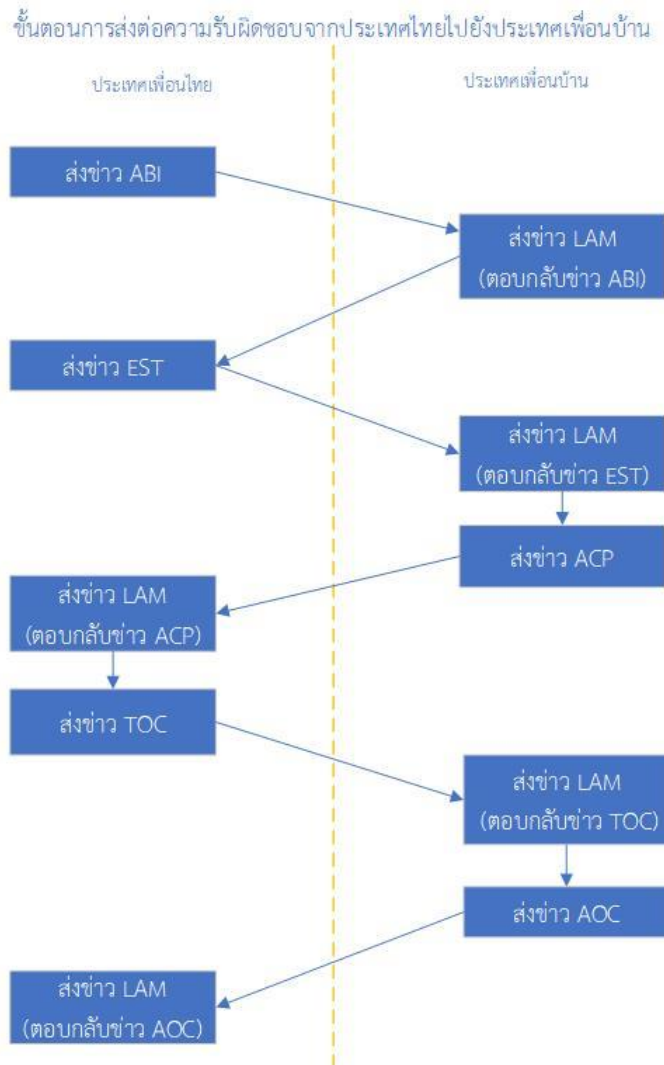 ขั้นตอนการส่งต่อความรับผิดชอบจากประเทศไทยไปยังประเทศเพื่อนบ้าน
ประเทศเพื่อนไทย
ประเทศเพื่อนบ้าน
ส่งข่าว ABI
ส่งข่าว LAM
(ตอบกลับข่าว ABI)
ส่งข่าว EST
ส่งข่าว LAM
(ตอบกลับข่าว EST)
ส่งข่าว ACP
ส่งข่าว LAM
(ตอบกลับข่าว ACP)
ส่งข่าว TOC
ส่งข่าว LAM
(ตอบกลับข่าว TOC)
ส่งข่าว AOC
ส่งข่าว LAM
(ตอบกลับข่าว AOC)